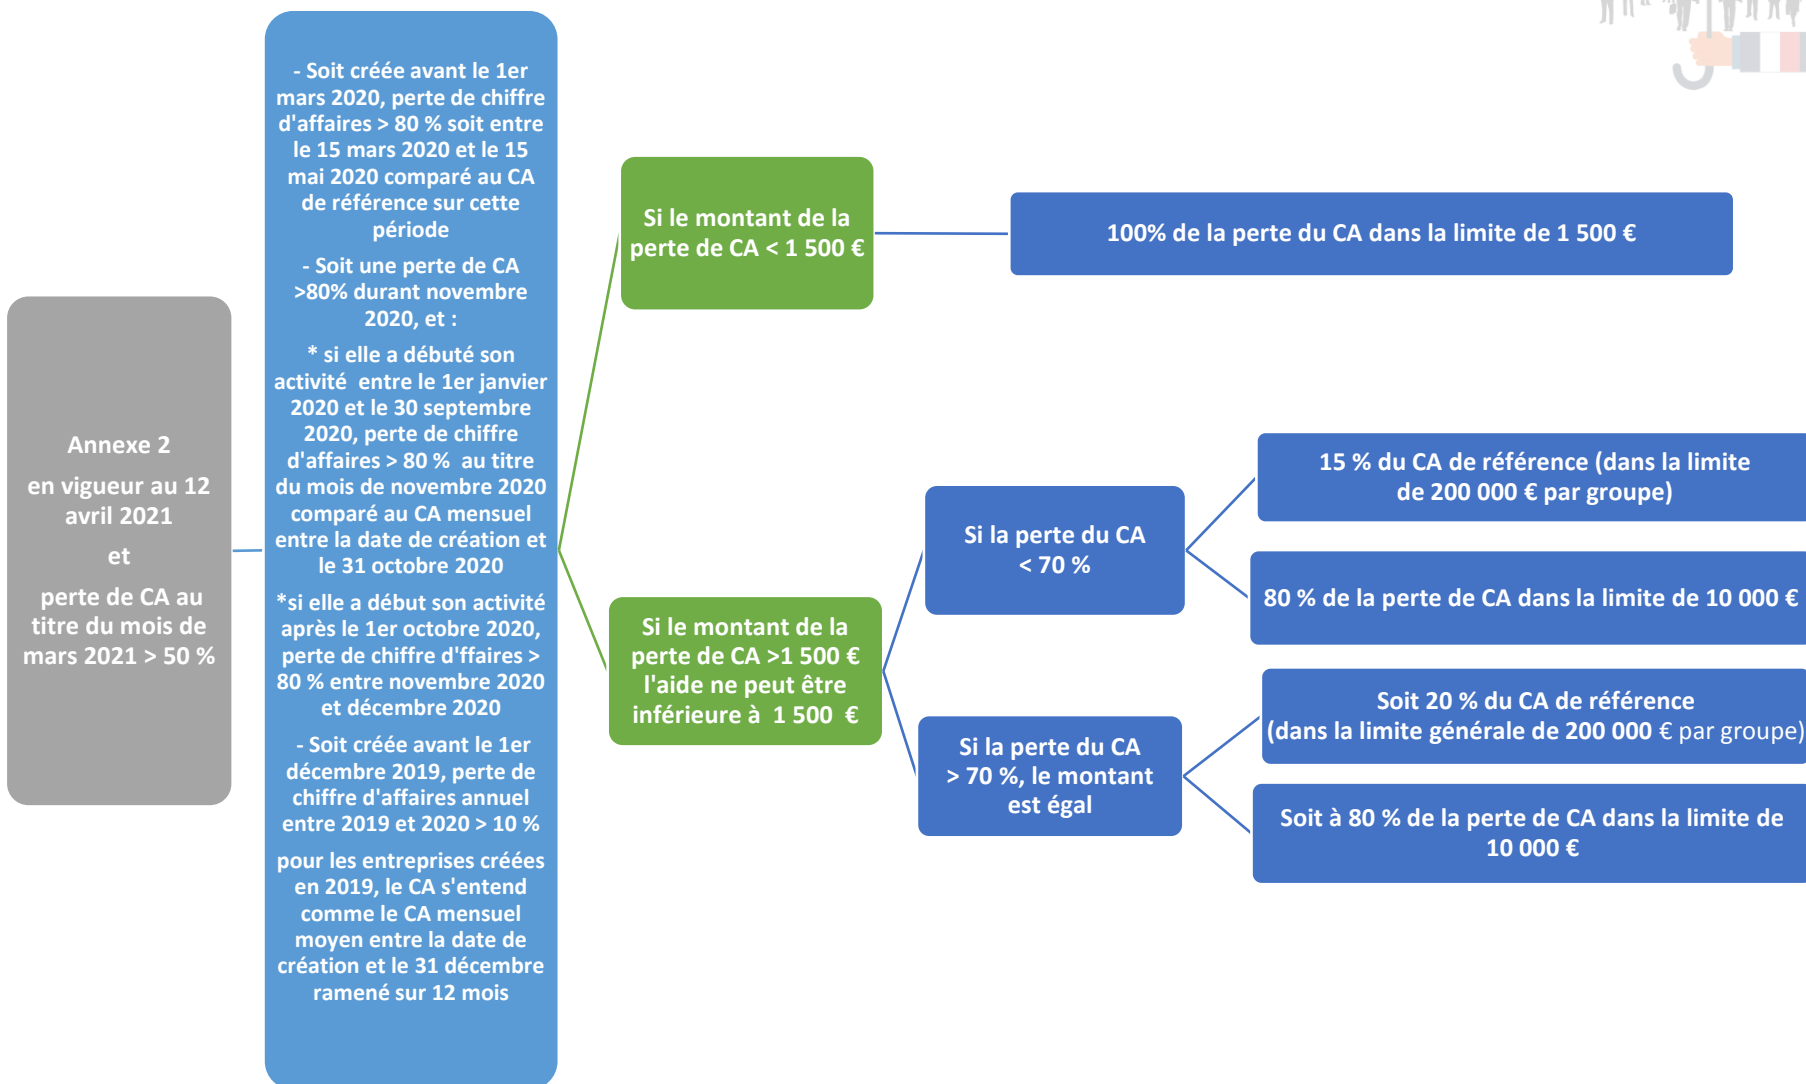 Annexe 2
en vigueur au 12
avril 2021
et
perte de CA au
titre du mois de
mars 2021 > 50 %
- Soit créée avant le 1er
mars 2020, perte de chiffre
d'affaires > 80 % soit entre
le 15 mars 2020 et le 15
mai 2020 comparé au CA
de référence sur cette
période
- Soit une perte de CA
>80% durant novembre
2020, et :
* si elle a débuté son
activité entre le 1er janvier
2020 et le 30 septembre
2020, perte de chiffre
d'affaires > 80 % au titre
du mois de novembre 2020
comparé au CA mensuel
entre la date de création et
le 31 octobre 2020
*si elle a début son activité
après le 1er octobre 2020,
perte de chiffre d'ffaires >
80 % entre novembre 2020
et décembre 2020
- Soit créée avant le 1er
décembre 2019, perte de
chiffre d'affaires annuel
entre 2019 et 2020 > 10 %
pour les entreprises créées
en 2019, le CA s'entend
comme le CA mensuel
moyen entre la date de
création et le 31 décembre
ramené sur 12 mois
Si le montant de la
perte de CA < 1 500 €
100% de la perte du CA dans la limite de 1 500 €
Si le montant de la
perte de CA >1 500 €
l'aide ne peut être
inférieure à 1 500 €
Si la perte du CA
< 70 %
15 % du CA de référence (dans la limite
de 200 000 € par groupe)
80 % de la perte de CA dans la limite de 10 000 €
Si la perte du CA
> 70 %, le montant
est égal
Soit 20 % du CA de référence
(dans la limite générale de 200 000 € par groupe)
Soit à 80 % de la perte de CA dans la limite de
10 000 €